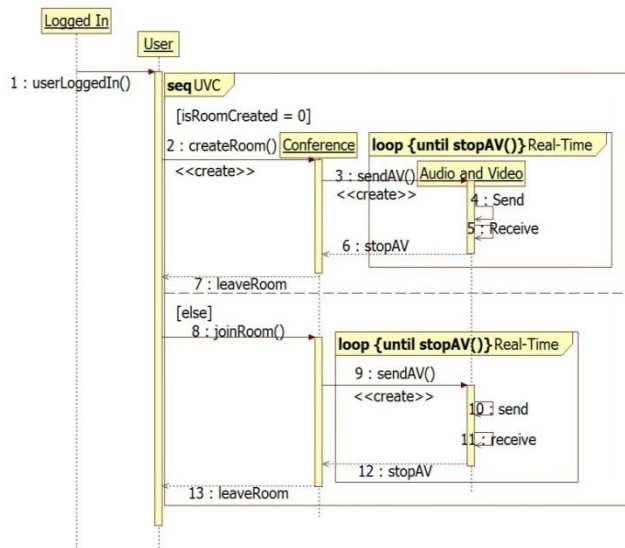 Logged In
User
1 : userLoggedIn()
seq UVC
[isRoomCreated = 0]
2 : createRoom()
<<create>>
Conference
loop {until stopAV()} Real-Time
3 : sendAV()
<<create>>
Audio and Video
4 : Send
5 : Receive
6 : stopAV
7 : leaveRoom
[else]
8 : joinRoom()
loop {until stopAV()} Real-Time
9 : sendAV()
<<create>>
10 : send
11 : receive
12 : stopAV
13 : leaveRoom